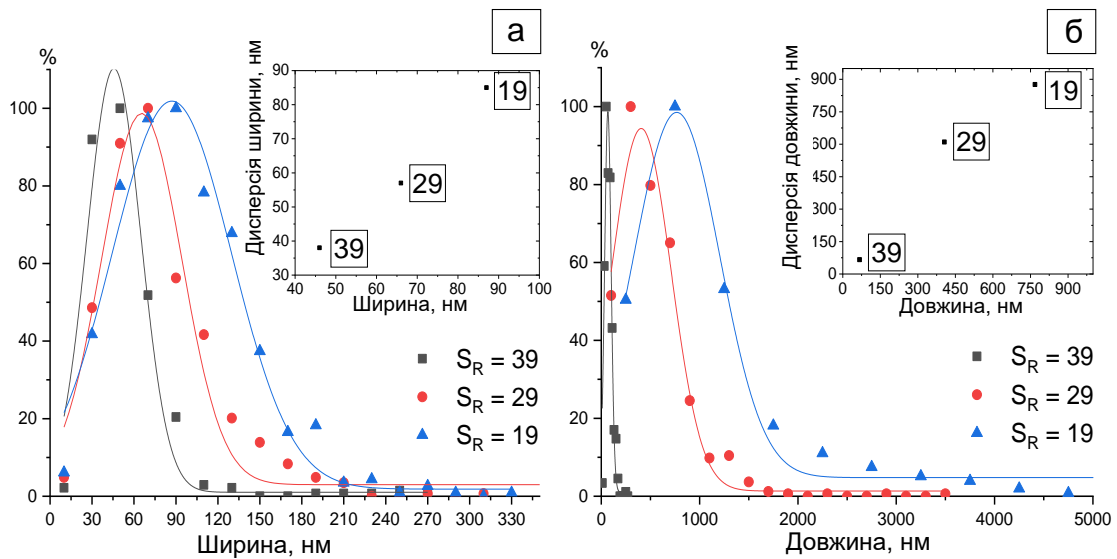 а
%
100
80
60
40
20
0
0 30 60 90 120 150 180 210 240 270 300 330
Ширина, нм
Дисперсія ширини, нм
90
80
70
60
50
40
30
40 50 60 70 80 90 100
Ширина, нм
19
29
39
S_R = 39
S_R = 29
S_R = 19
б
%
100
80
60
40
20
0
0 1000 2000 3000 4000 5000
Довжина, нм
Дисперсія довжини, нм
900
750
600
450
300
150
0
0 150 300 450 600 750 900
Довжина, нм
19
29
39
S_R = 39
S_R = 29
S_R = 19